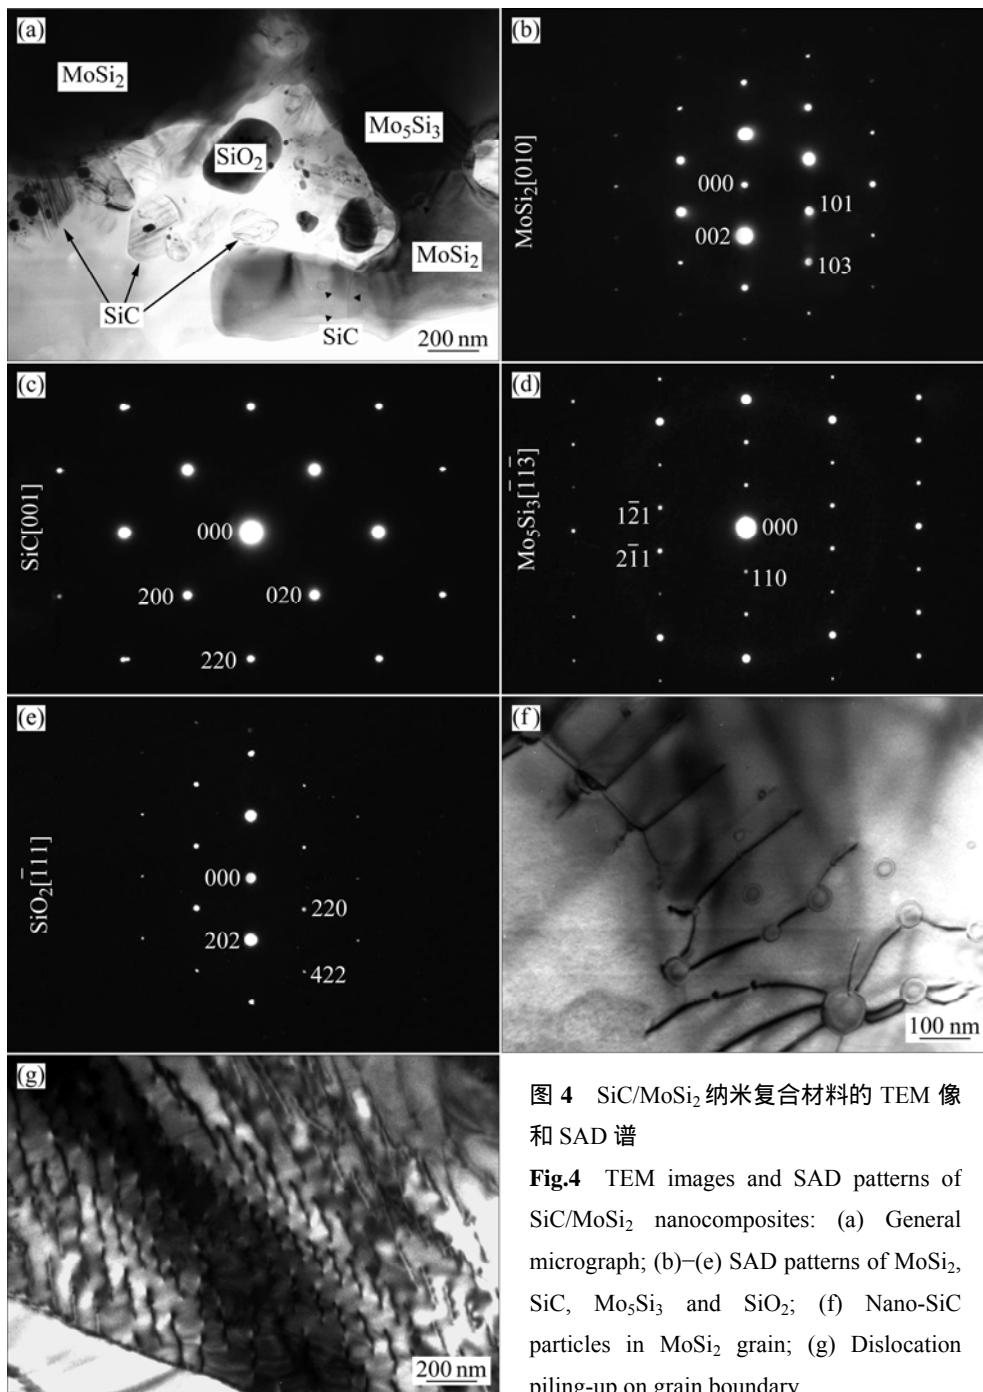 (a)
MoSi2
Mo5Si3
SiO2
MoSi2
SiC
SiC
200 nm
(b)
MoSi2[010]
000
101
002
103
(c)
SiC[001]
000
200
020
220
(d)
Mo5Si3[1̄13̄]
12̄1
000
21̄1
110
(e)
SiO2[1̄11]
000
220
202
422
(f)
100 nm
(g)
200 nm
图 4 SiC/MoSi2 纳米复合材料的 TEM 像
和 SAD 谱
Fig.4 TEM images and SAD patterns of
SiC/MoSi2 nanocomposites: (a) General
micrograph; (b)−(e) SAD patterns of MoSi2,
SiC, Mo5Si3 and SiO2; (f) Nano-SiC
particles in MoSi2 grain; (g) Dislocation
piling-up on grain boundary